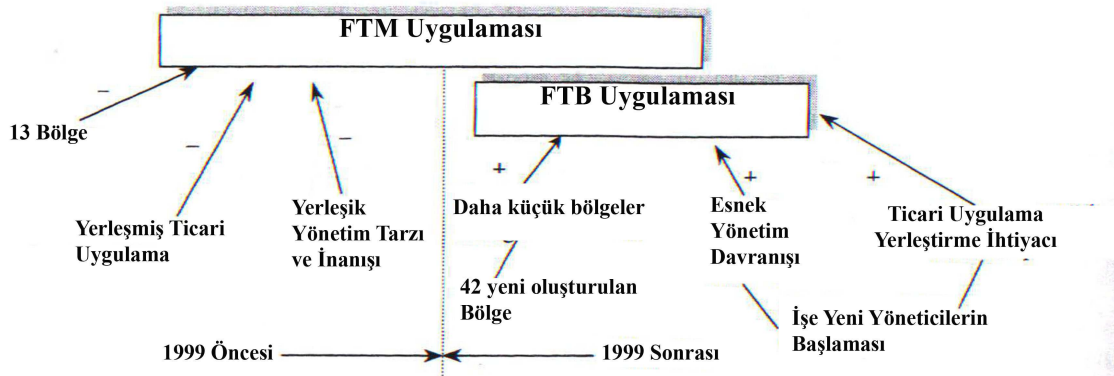 FTM Uygulaması
FTB Uygulaması
−
13 Bölge
−
−
+
+
+
Yerleşmiş Ticari
Uygulama
Yerleşik
Yönetim Tarzı
ve İnanışı
Daha küçük bölgeler
Esnek
Yönetim
Davranışı
Ticari Uygulama
Yerleştirme İhtiyacı
42 yeni oluşturulan
Bölge
İşe Yeni Yöneticilerin
Başlaması
1999 Öncesi
1999 Sonrası